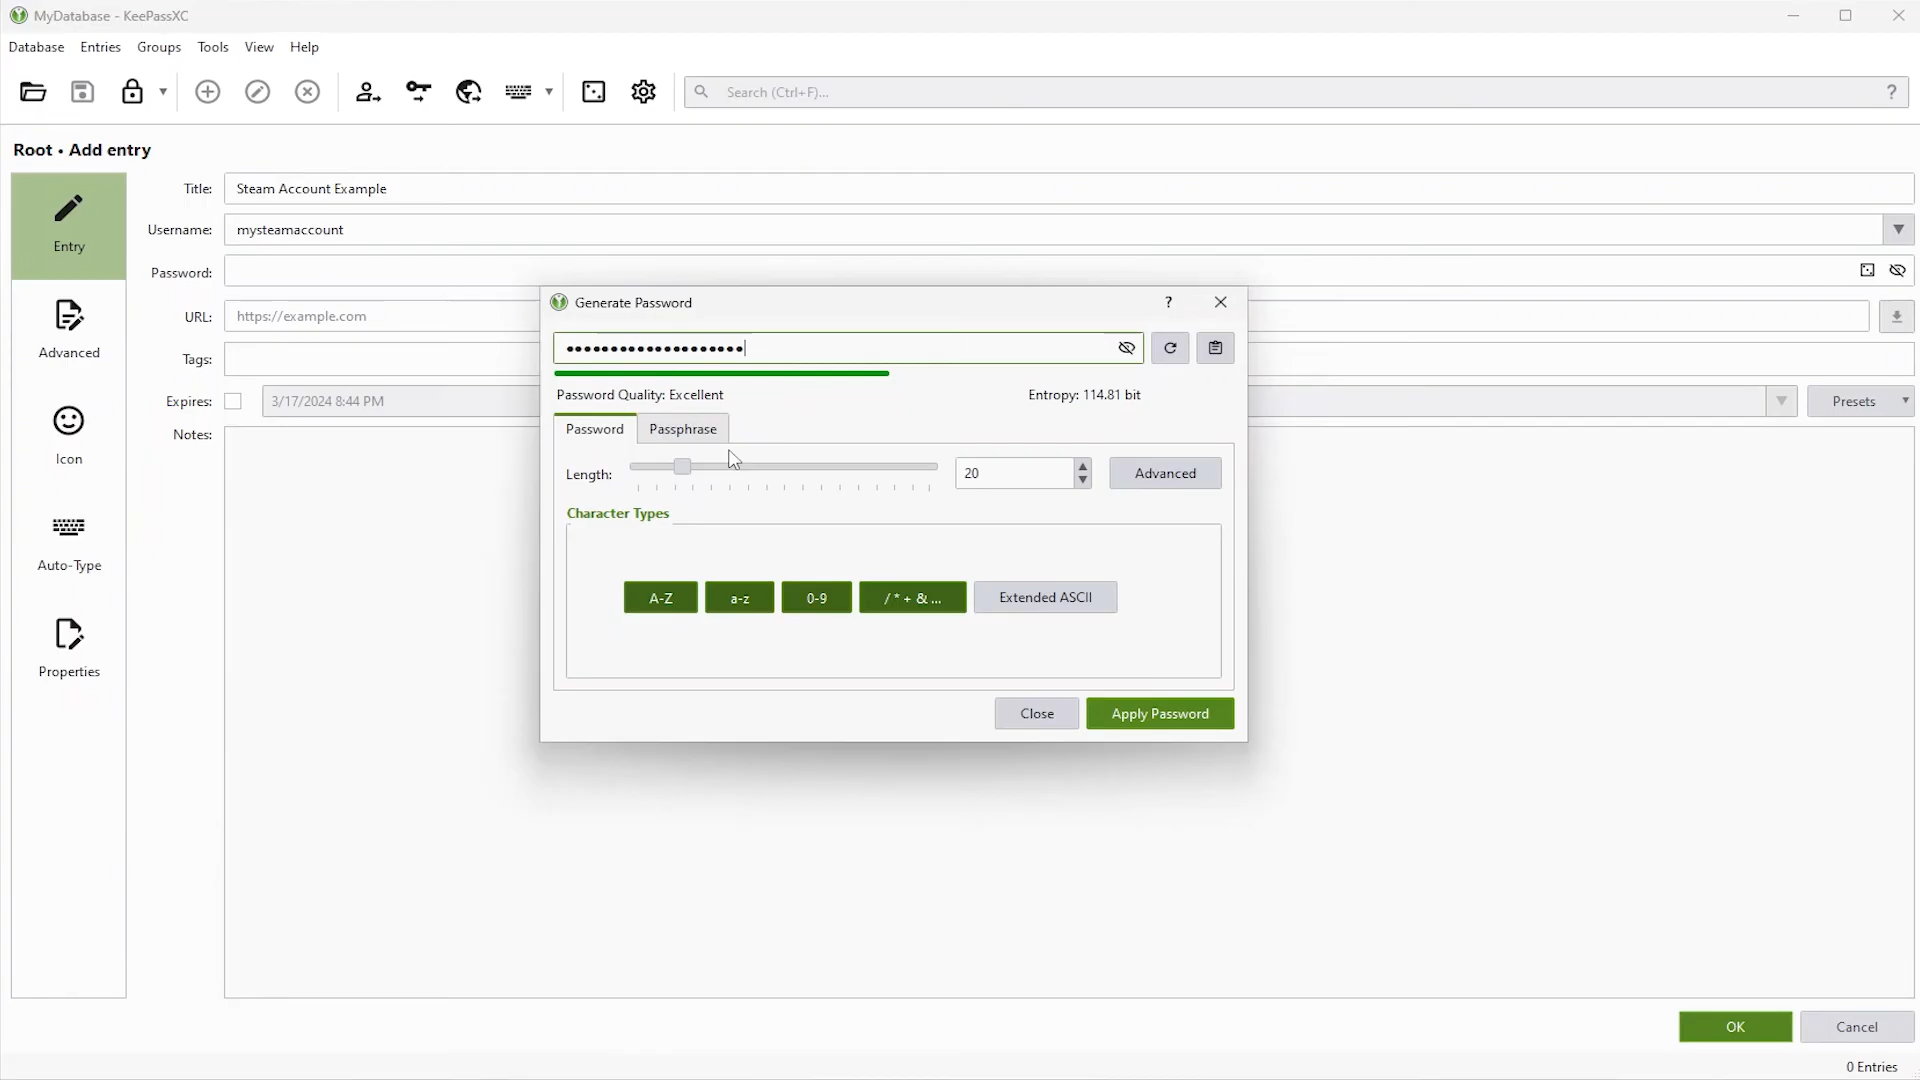 MyDatabase - KeePassXC
Database Entries Groups Tools View Help
Search (Ctrl+F)... ?
Root • Add entry
Entry
Advanced
Icon
Auto-Type
Properties
Title: Steam Account Example
Username: mysteamaccount
Password:
URL: https://example.com
Tags:
Expires: 3/17/2024 8:44 PM Presets
Notes:
Generate Password ?
●●●●●●●●●●●●●●●●●●●●
Password Quality: Excellent Entropy: 114.81 bit
Password Passphrase
Length: 20 Advanced
Character Types
A-Z a-z 0-9 / * + & ... Extended ASCII
Close Apply Password
OK Cancel
0 Entries